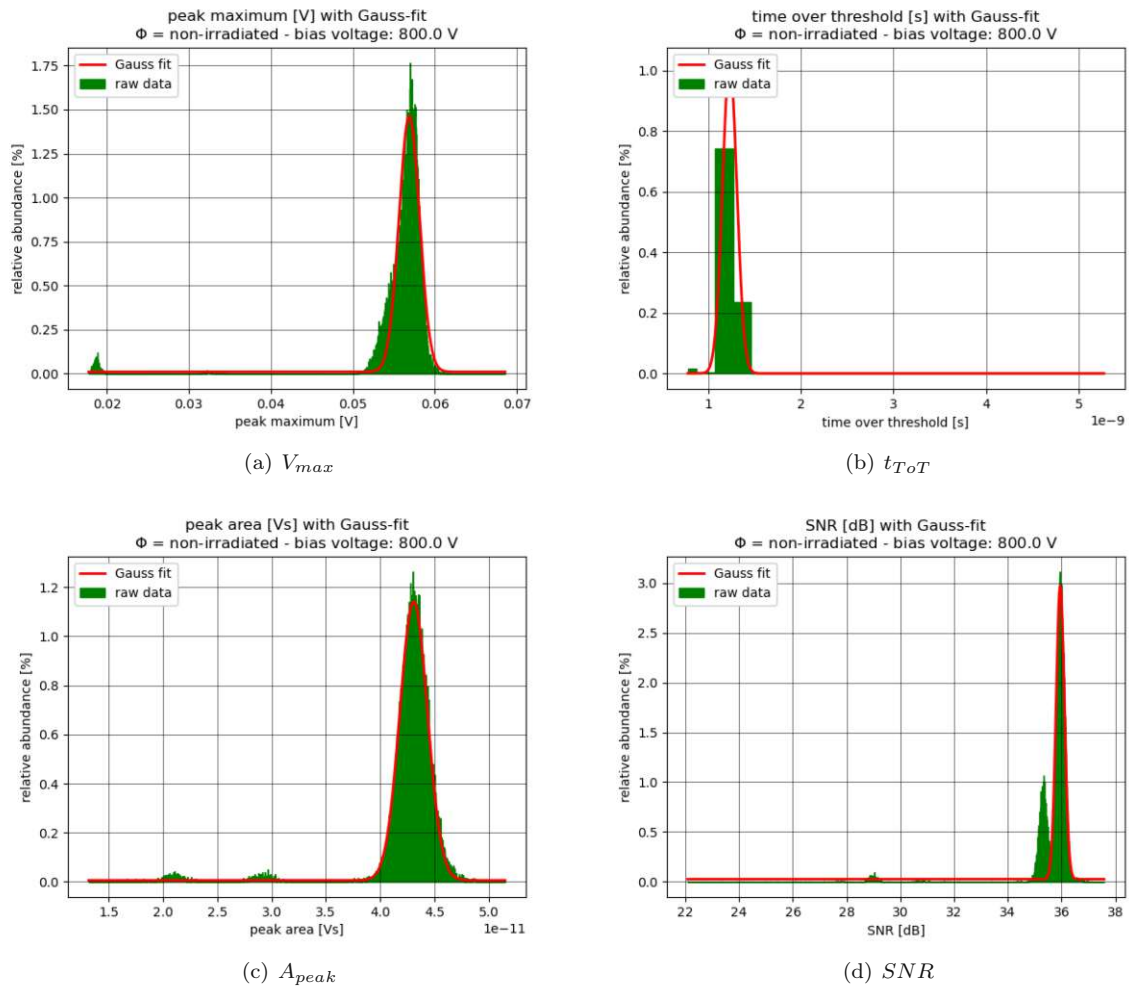 peak maximum [V] with Gauss-fit
Φ = non-irradiated - bias voltage: 800.0 V
Gauss fit
raw data
relative abundance [%]
1.75
1.50
1.25
1.00
0.75
0.50
0.25
0.00
0.02 0.03 0.04 0.05 0.06 0.07
peak maximum [V]
(a) Vmax
time over threshold [s] with Gauss-fit
Φ = non-irradiated - bias voltage: 800.0 V
Gauss fit
raw data
relative abundance [%]
1.0
0.8
0.6
0.4
0.2
0.0
1 2 3 4 5
1e−9
time over threshold [s]
(b) tToT
peak area [Vs] with Gauss-fit
Φ = non-irradiated - bias voltage: 800.0 V
Gauss fit
raw data
relative abundance [%]
1.2
1.0
0.8
0.6
0.4
0.2
0.0
1.5 2.0 2.5 3.0 3.5 4.0 4.5 5.0
1e−11
peak area [Vs]
(c) Apeak
SNR [dB] with Gauss-fit
Φ = non-irradiated - bias voltage: 800.0 V
Gauss fit
raw data
relative abundance [%]
3.0
2.5
2.0
1.5
1.0
0.5
0.0
22 24 26 28 30 32 34 36 38
SNR [dB]
(d) SNR